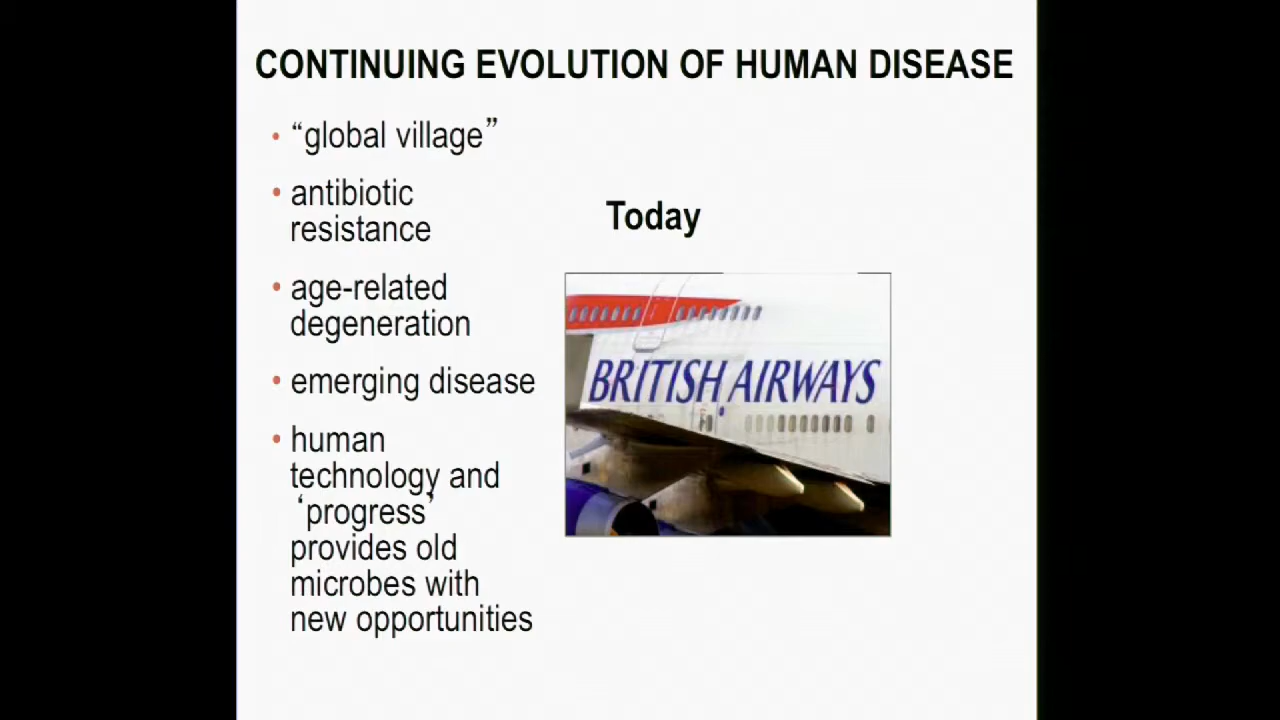 CONTINUING EVOLUTION OF HUMAN DISEASE
• “global village”
• antibiotic
resistance
• age-related
degeneration
• emerging disease
• human
technology and
‘progress’
provides old
microbes with
new opportunities
Today
BRITISH AIRWAYS